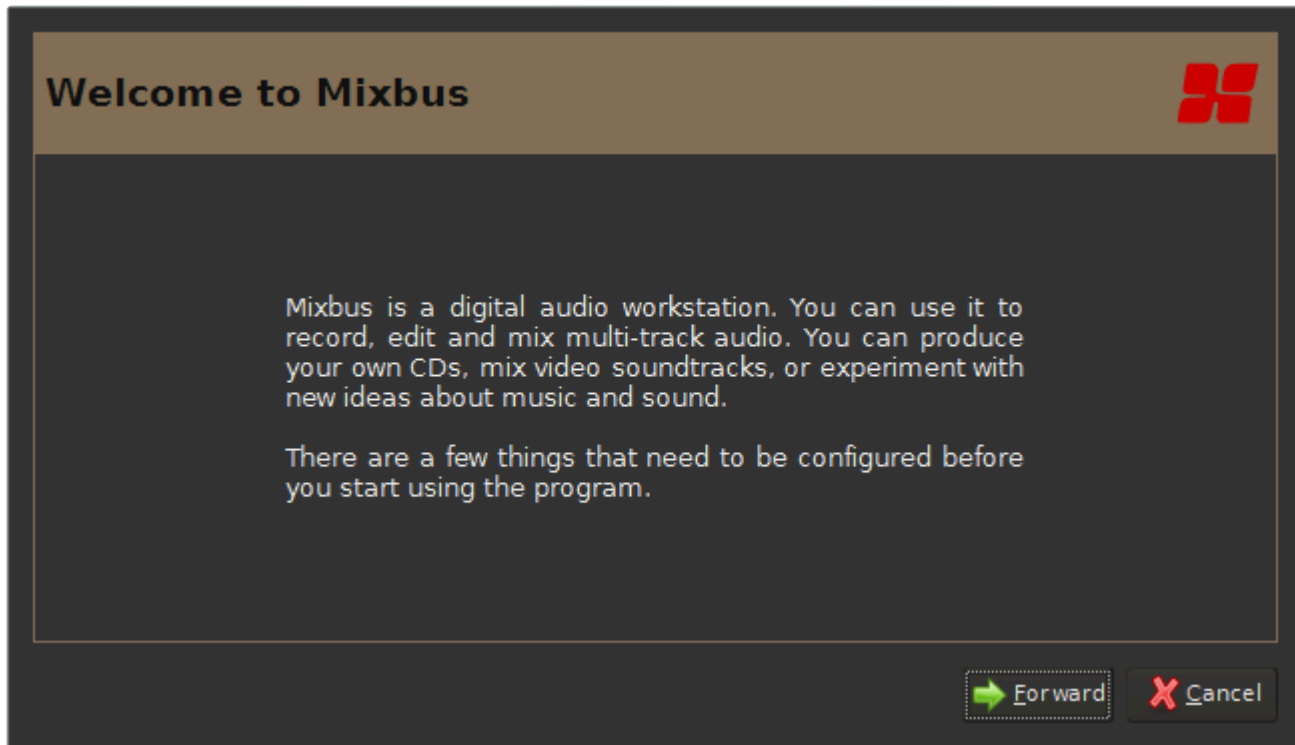 Welcome to Mixbus
Mixbus is a digital audio workstation. You can use it to
record, edit and mix multi-track audio. You can produce
your own CDs, mix video soundtracks, or experiment with
new ideas about music and sound.
There are a few things that need to be configured before
you start using the program.
Forward
Cancel